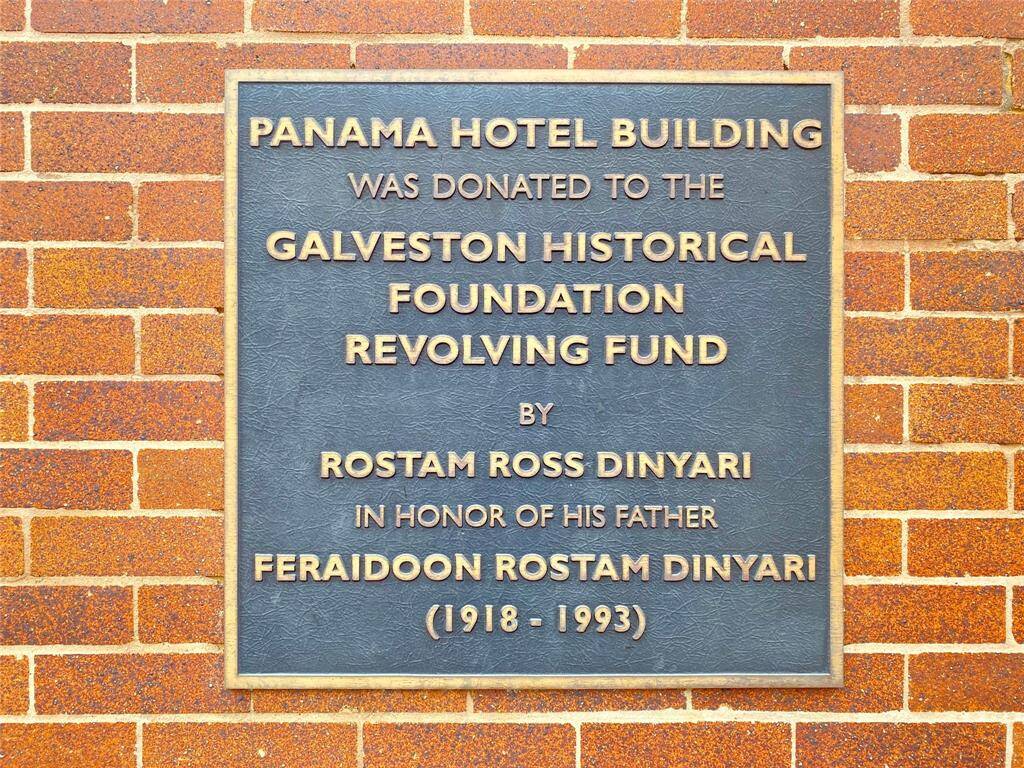 PANAMA HOTEL BUILDING
WAS DONATED TO THE
GALVESTON HISTORICAL
FOUNDATION
REVOLVING FUND
BY
ROSTAM ROSS DINYARI
IN HONOR OF HIS FATHER
FERAIDOON ROSTAM DINYARI
(1918 - 1993)